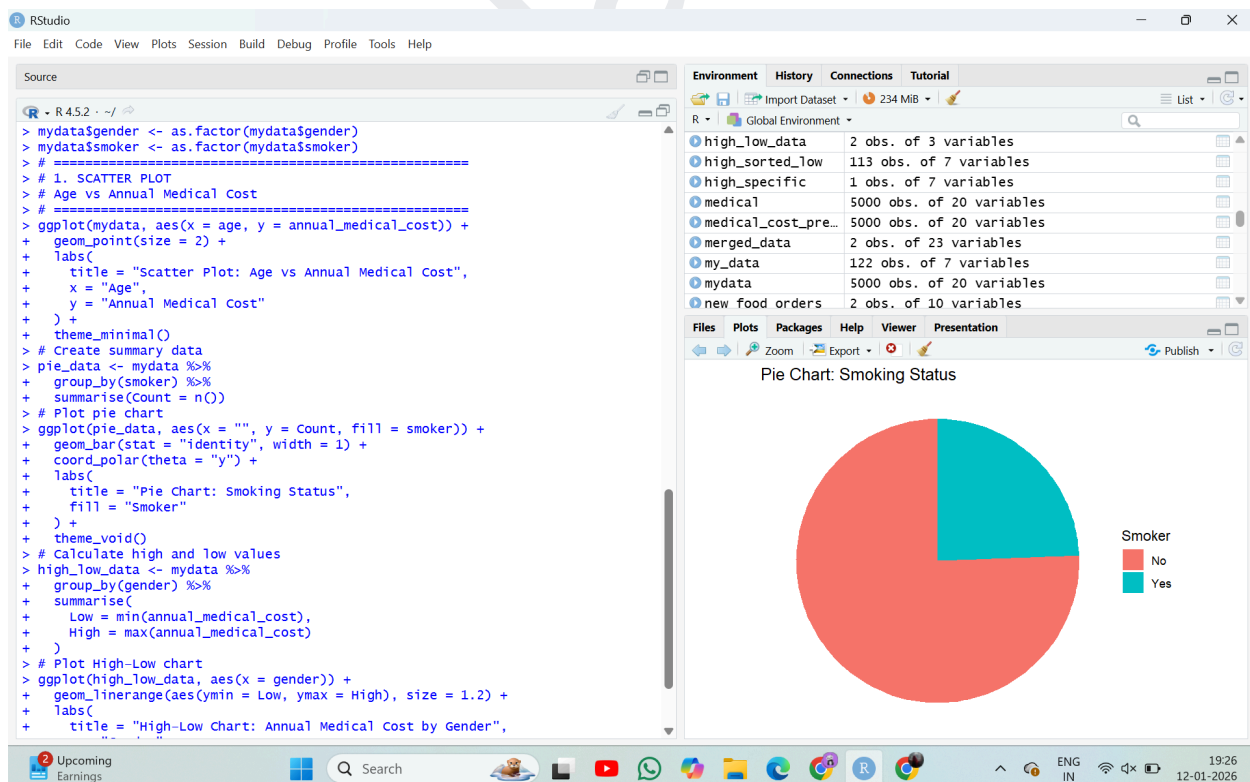 RStudio
File Edit Code View Plots Session Build Debug Profile Tools Help
Source
R 4.5.2 · ~/
> mydata$gender <- as.factor(mydata$gender)
> mydata$smoker <- as.factor(mydata$smoker)
> # ==================================================
> # 1. SCATTER PLOT
> # Age vs Annual Medical Cost
> # ==================================================
> ggplot(mydata, aes(x = age, y = annual_medical_cost)) +
+   geom_point(size = 2) +
+   labs(
+     title = "Scatter Plot: Age vs Annual Medical Cost",
+     x = "Age",
+     y = "Annual Medical Cost"
+   ) +
+   theme_minimal()
> # Create summary data
> pie_data <- mydata %>%
+   group_by(smoker) %>%
+   summarise(Count = n())
> # Plot pie chart
> ggplot(pie_data, aes(x = "", y = Count, fill = smoker)) +
+   geom_bar(stat = "identity", width = 1) +
+   coord_polar(theta = "y") +
+   labs(
+     title = "Pie Chart: Smoking Status",
+     fill = "Smoker"
+   ) +
+   theme_void()
> # Calculate high and low values
> high_low_data <- mydata %>%
+   group_by(gender) %>%
+   summarise(
+     Low = min(annual_medical_cost),
+     High = max(annual_medical_cost)
+   )
> # Plot High–Low chart
> ggplot(high_low_data, aes(x = gender)) +
+   geom_linerange(aes(ymin = Low, ymax = High), size = 1.2) +
+   labs(
+     title = "High–Low Chart: Annual Medical Cost by Gender",
Environment History Connections Tutorial
Import Dataset 234 MiB List
R Global Environment
high_low_data 2 obs. of 3 variables
high_sorted_low 113 obs. of 7 variables
high_specific 1 obs. of 7 variables
medical 5000 obs. of 20 variables
medical_cost_pre… 5000 obs. of 20 variables
merged_data 2 obs. of 23 variables
my_data 122 obs. of 7 variables
mydata 5000 obs. of 20 variables
new food orders 2 obs. of 10 variables
Files Plots Packages Help Viewer Presentation
Zoom Export Publish
Pie Chart: Smoking Status
Smoker
No
Yes
2
Upcoming
Earnings
Search
ENG
IN
19:26
12-01-2026